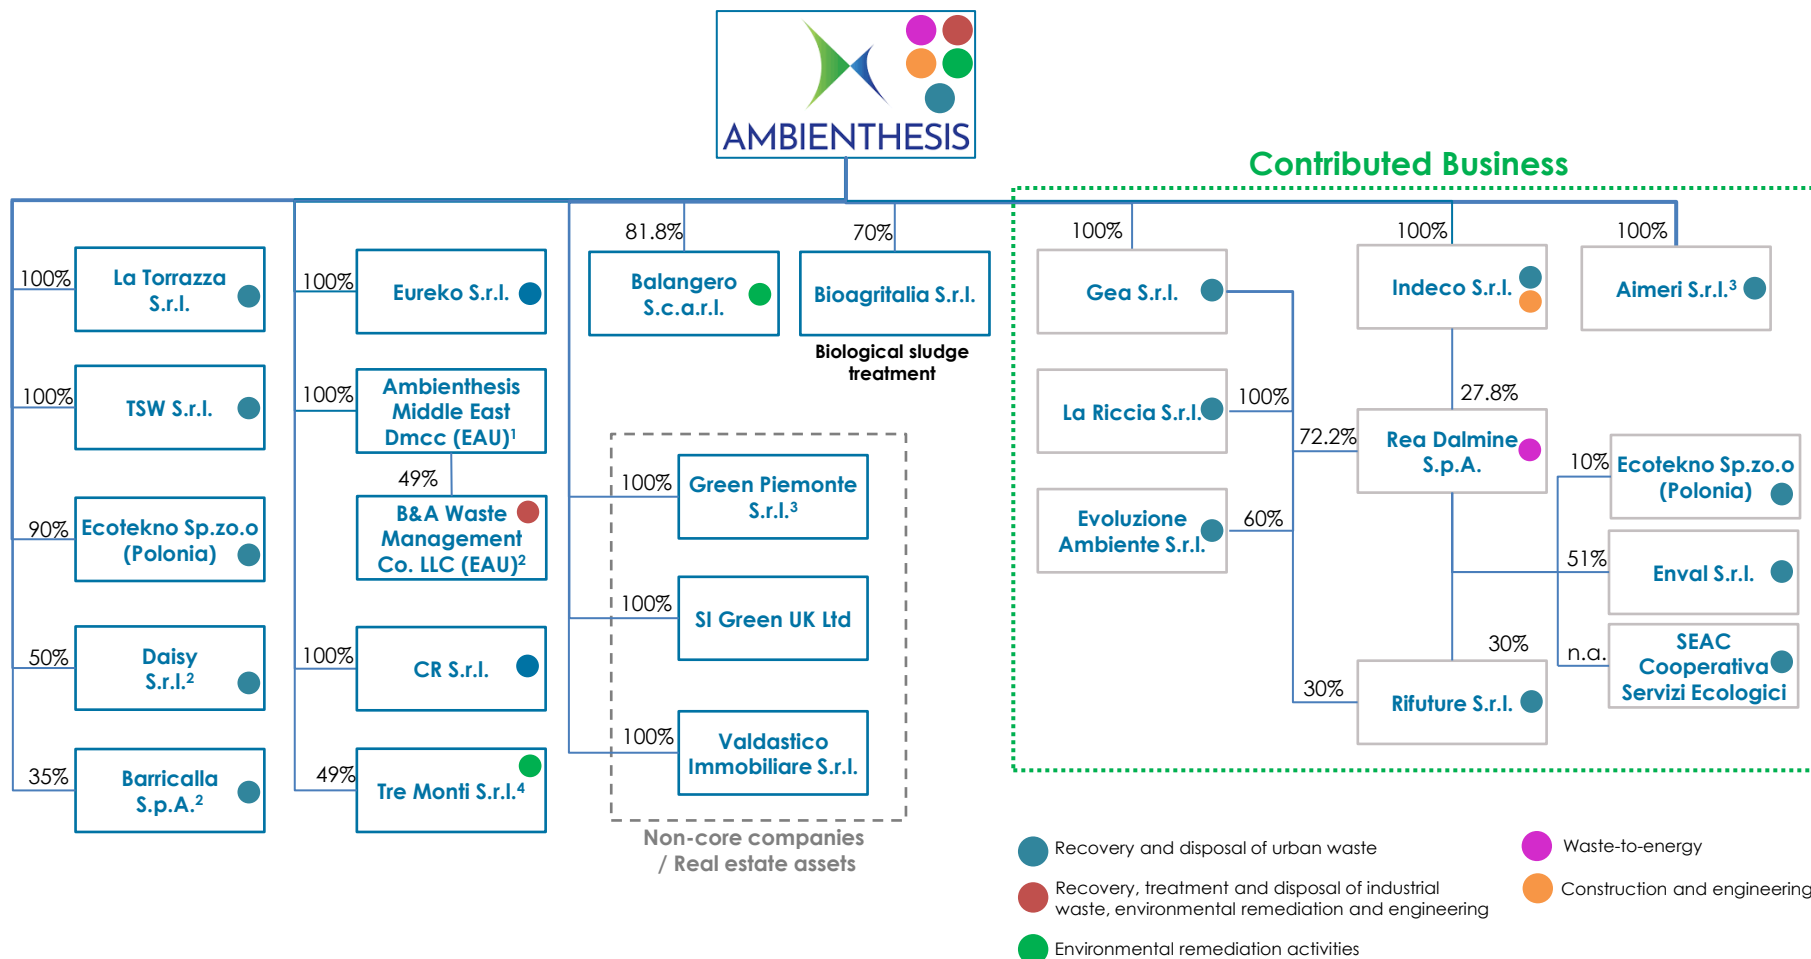 AMBIENTHESIS
Contributed Business
100%
La Torrazza
S.r.l.
100%
TSW S.r.l.
90%
Ecotekno Sp.zo.o
(Polonia)
50%
Daisy
S.r.l.²
35%
Barricalla
S.p.A.²
100%
Eureko S.r.l.
100%
Ambienthesis
Middle East
Dmcc (EAU)¹
49%
B&A Waste
Management
Co. LLC (EAU)²
100%
CR S.r.l.
49%
Tre Monti S.r.l.⁴
81.8%
Balangero
S.c.a.r.l.
70%
Bioagritalia S.r.l.
Biological sludge
treatment
100%
Green Piemonte
S.r.l.³
100%
SI Green UK Ltd
100%
Valdastico
Immobiliare S.r.l.
Non-core companies
/ Real estate assets
100%
Gea S.r.l.
La Riccia S.r.l.
100%
Evoluzione
Ambiente S.r.l.
60%
100%
Indeco S.r.l.
27.8%
72.2%
Rea Dalmine
S.p.A.
30%
30%
Rifuture S.r.l.
100%
Aimeri S.r.l.³
10%
Ecotekno Sp.zo.o
(Polonia)
51%
Enval S.r.l.
n.a.
SEAC
Cooperativa
Servizi Ecologici
Recovery and disposal of urban waste
Recovery, treatment and disposal of industrial
waste, environmental remediation and engineering
Environmental remediation activities
Waste-to-energy
Construction and engineering